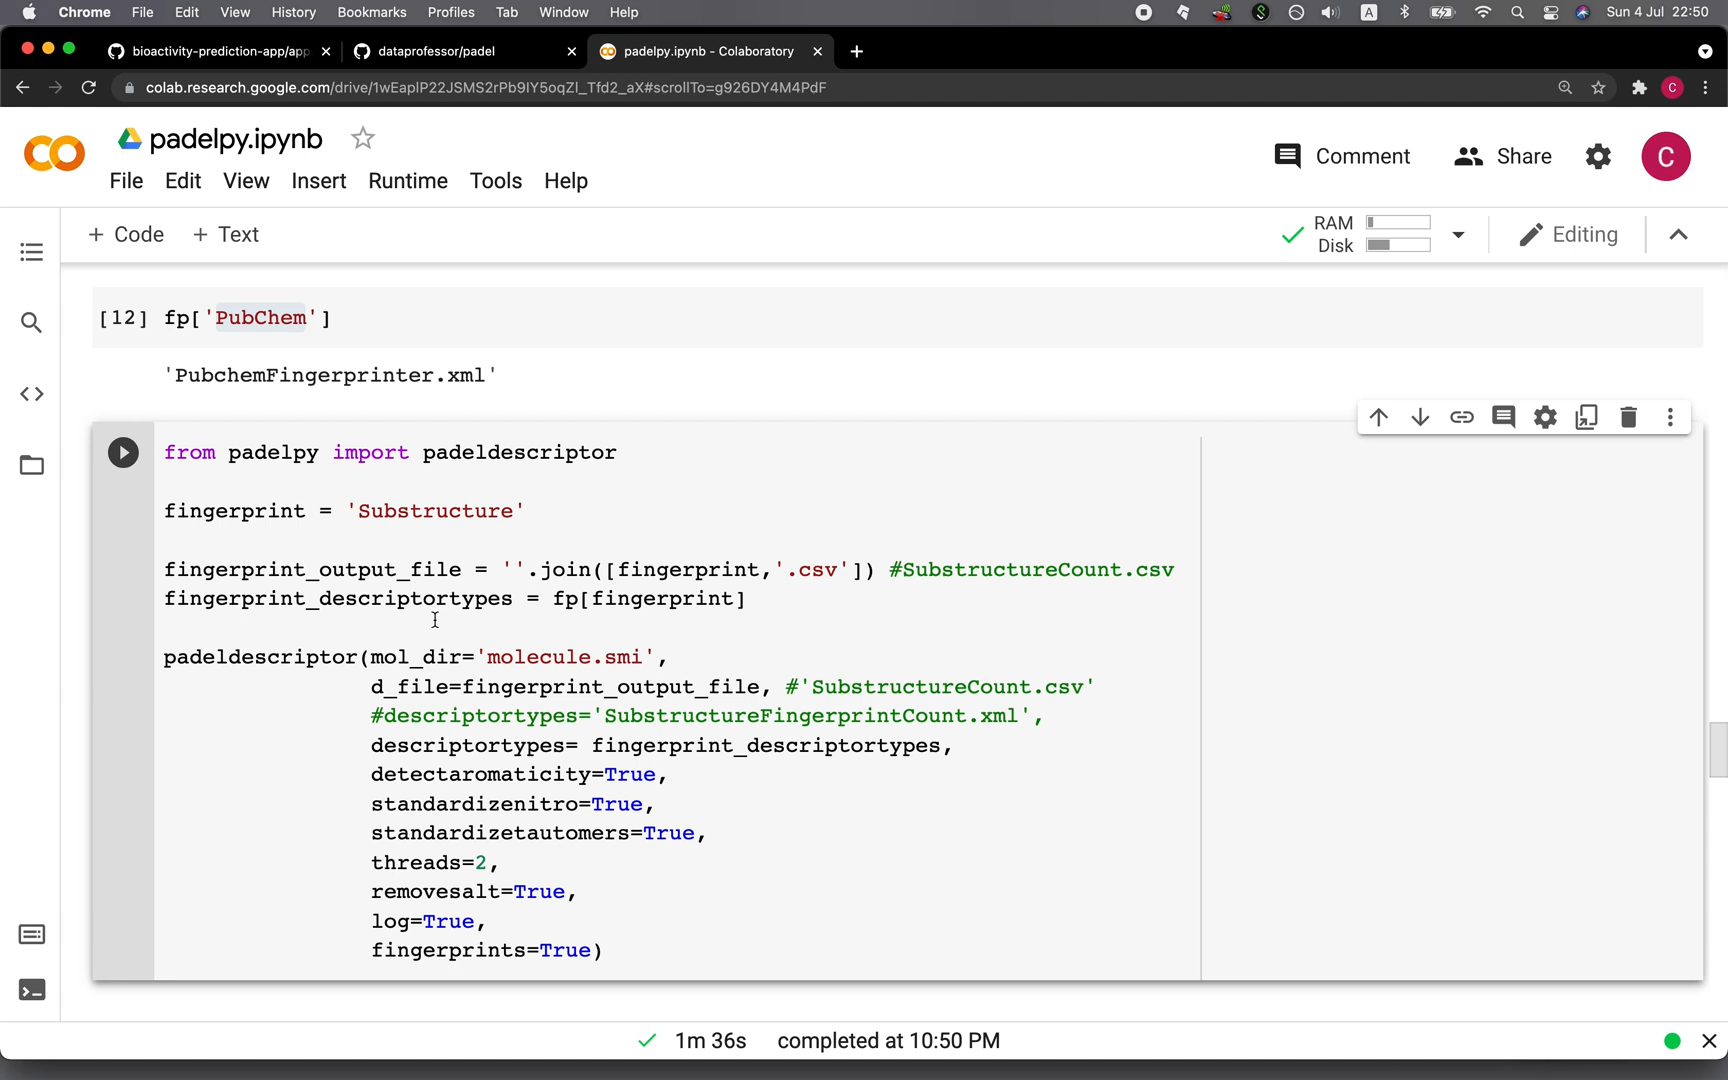 Chrome File Edit View History Bookmarks Profiles Tab Window Help A Sun 4 Jul 22:50
bioactivity-prediction-app/app dataprofessor/padel padelpy.ipynb - Colaboratory
colab.research.google.com/drive/1wEaplP22JSMS2rPb9IY5oqZl_Tfd2_aX#scrollTo=g926DY4M4PdF C
padelpy.ipynb
Comment Share C
File Edit View Insert Runtime Tools Help
+ Code + Text RAM Disk Editing
[12] fp['PubChem']
'PubchemFingerprinter.xml'
from padelpy import padeldescriptor
fingerprint = 'Substructure'
fingerprint_output_file = ''.join([fingerprint,'.csv']) #SubstructureCount.csv
fingerprint_descriptortypes = fp[fingerprint]
padeldescriptor(mol_dir='molecule.smi',
d_file=fingerprint_output_file, #'SubstructureCount.csv'
#descriptortypes='SubstructureFingerprintCount.xml',
descriptortypes= fingerprint_descriptortypes,
detectaromaticity=True,
standardizenitro=True,
standardizetautomers=True,
threads=2,
removesalt=True,
log=True,
fingerprints=True)
1m 36s completed at 10:50 PM